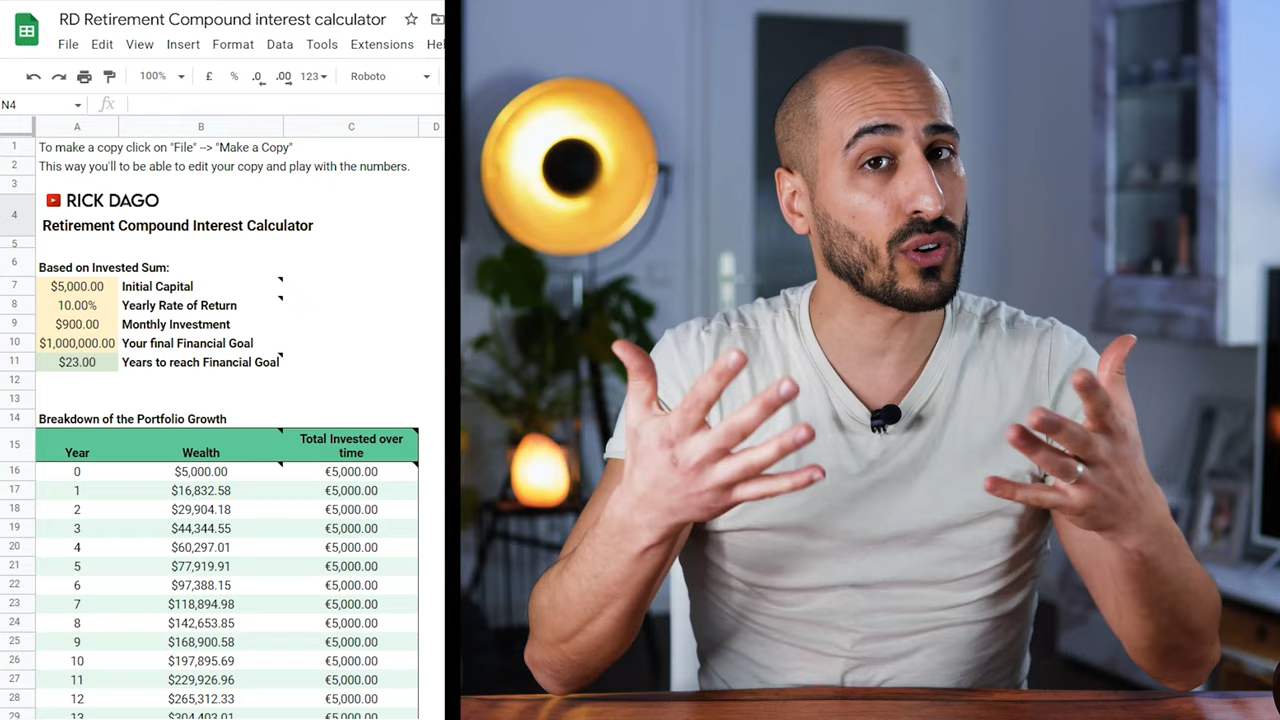 RD Retirement Compound interest calculator
File Edit View Insert Format Data Tools Extensions
100% £ % .0 .00 123 Roboto
N4 fx
A B C D
1 To make a copy click on "File" --> "Make a Copy"
2 This way you'll to be able to edit your copy and play with the numbers.
3
RICK DAGO
4 Retirement Compound Interest Calculator
5
6 Based on Invested Sum:
7 $5,000.00 Initial Capital
8 10.00% Yearly Rate of Return
9 $900.00 Monthly Investment
10 $1,000,000.00 Your final Financial Goal
11 $23.00 Years to reach Financial Goal
12
13
14 Breakdown of the Portfolio Growth
15 Year Wealth Total Invested over time
16 0 $5,000.00 €5,000.00
17 1 $16,832.58 €5,000.00
18 2 $29,904.18 €5,000.00
19 3 $44,344.55 €5,000.00
20 4 $60,297.01 €5,000.00
21 5 $77,919.91 €5,000.00
22 6 $97,388.15 €5,000.00
23 7 $118,894.98 €5,000.00
24 8 $142,653.85 €5,000.00
25 9 $168,900.58 €5,000.00
26 10 $197,895.69 €5,000.00
27 11 $229,926.96 €5,000.00
28 12 $265,312.33 €5,000.00
29 13 $304,403.01 €5,000.00